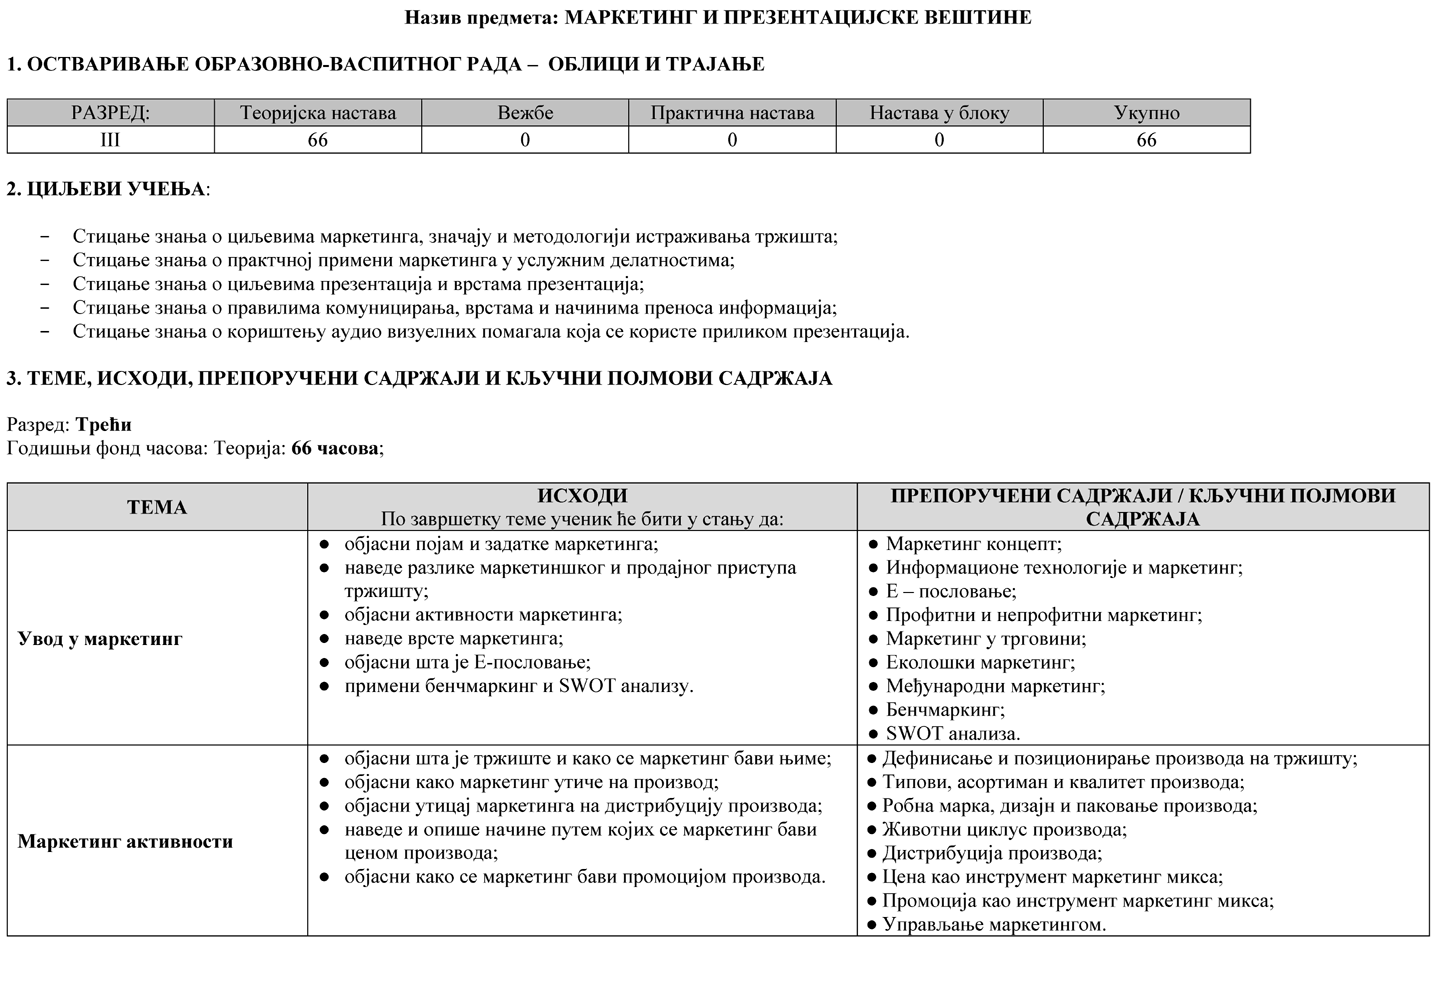 Назив предмета: МАРКЕТИНГ И ПРЕЗЕНТАЦИЈСКЕ ВЕШТИНЕ
1. ОСТВАРИВАЊЕ ОБРАЗОВНО-ВАСПИТНОГ РАДА – ОБЛИЦИ И ТРАЈАЊЕ
РАЗРЕД: Теоријска настава Вежбе Практична настава Настава у блоку Укупно
III 66 0 0 0 66
2. ЦИЉЕВИ УЧЕЊА:
− Стицање знања о циљевима маркетинга, значају и методологији истраживања тржишта;
− Стицање знања о практчној примени маркетинга у услужним делатностима;
− Стицање знања о циљевима презентација и врстама презентација;
− Стицање знања о правилима комуницирања, врстама и начинима преноса информација;
− Стицање знања о кориштењу аудио визуелних помагала која се користе приликом презентација.
3. ТЕМЕ, ИСХОДИ, ПРЕПОРУЧЕНИ САДРЖАЈИ И КЉУЧНИ ПОЈМОВИ САДРЖАЈА
Разред: Трећи
Годишњи фонд часова: Теорија: 66 часова;
ТЕМА
ИСХОДИ
По завршетку теме ученик ће бити у стању да:
ПРЕПОРУЧЕНИ САДРЖАЈИ / КЉУЧНИ ПОЈМОВИ
САДРЖАЈА
Увод у маркетинг
● објасни појам и задатке маркетинга;
● наведе разлике маркетиншког и продајног приступа
тржишту;
● објасни активности маркетинга;
● наведе врсте маркетинга;
● објасни шта је Е-пословање;
● примени бенчмаркинг и SWOT анализу.
● Маркетинг концепт;
● Информационе технологије и маркетинг;
● Е – пословање;
● Профитни и непрофитни маркетинг;
● Маркетинг у трговини;
● Еколошки маркетинг;
● Међународни маркетинг;
● Бенчмаркинг;
● SWOT анализа.
Маркетинг активности
● објасни шта је тржиште и како се маркетинг бави њиме;
● објасни како маркетинг утиче на производ;
● објасни утицај маркетинга на дистрибуцију производа;
● наведе и опише начине путем којих се маркетинг бави
ценом производа;
● објасни како се маркетинг бави промоцијом производа.
● Дефинисање и позиционирање производа на тржишту;
● Типови, асортиман и квалитет производа;
● Робна марка, дизајн и паковање производа;
● Животни циклус производа;
● Дистрибуција производа;
● Цена као инструмент маркетинг микса;
● Промоција као инструмент маркетинг микса;
● Управљање маркетингом.